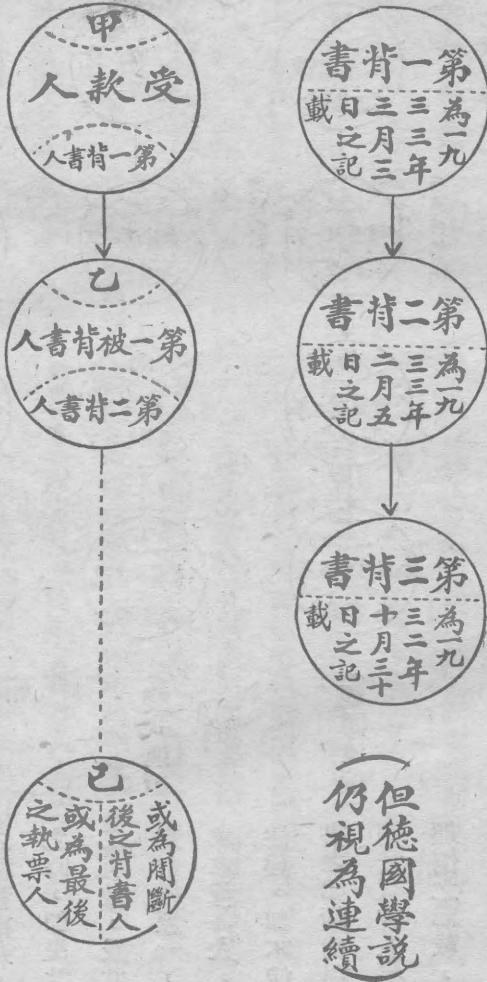 第一背書
為一九
三三年
三月三
日之記
載
第二背書
為一九
三三年
二月五
日之記
載
第三背書
為一九
三二年
十月三十
日之記
載
（但德國學説
仍視為連續）
甲
受款人
第一背書人
乙
第一被背書人
第二背書人
己
或為間斷
後之背書人
或為最後
之執票人